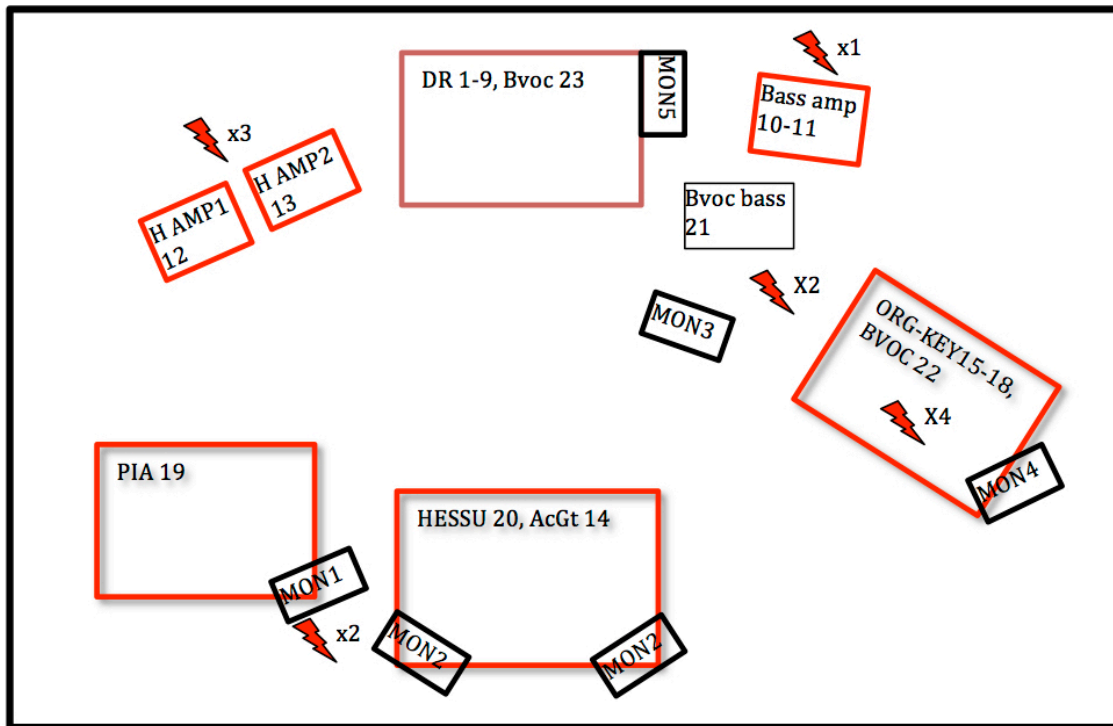 x1
DR 1-9, Bvoc 23
MON5
Bass amp
10-11
x3
H AMP2
13
H AMP1
12
Bvoc bass
21
X2
MON3
ORG-KEY15-18,
BVOC 22
X4
MON4
PIA 19
HESSU 20, AcGt 14
MON1
x2
MON2
MON2